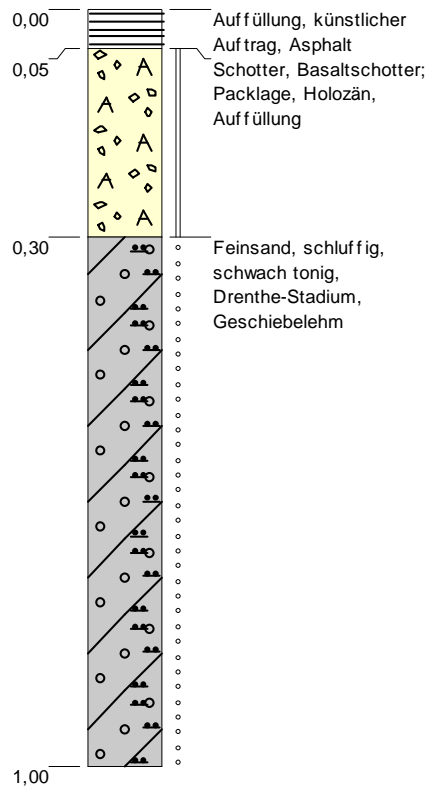 0,00
Auffüllung, künstlicher
Auftrag, Asphalt
0,05
Schotter, Basaltschotter;
Packlage, Holozän,
Auffüllung
0,30
Feinsand, schluffig,
schwach tonig,
Drenthe-Stadium,
Geschiebelehm
1,00